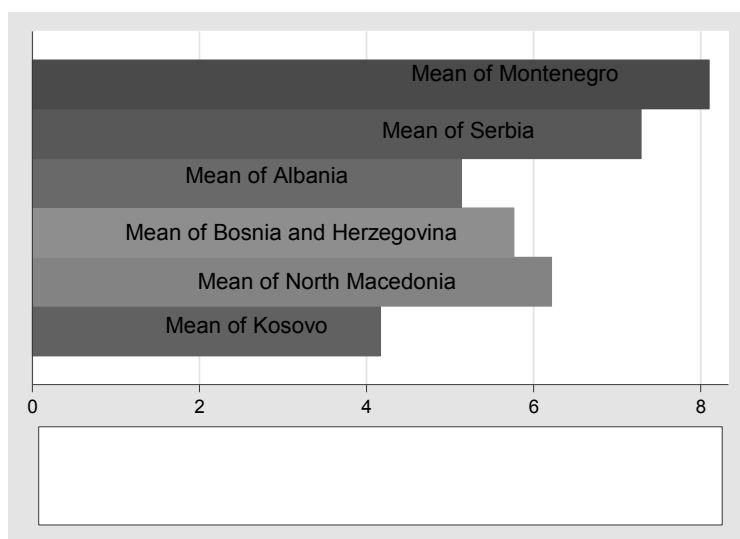 Mean of Montenegro
Mean of Serbia
Mean of Albania
Mean of Bosnia and Herzegovina
Mean of North Macedonia
Mean of Kosovo
0 2 4 6 8